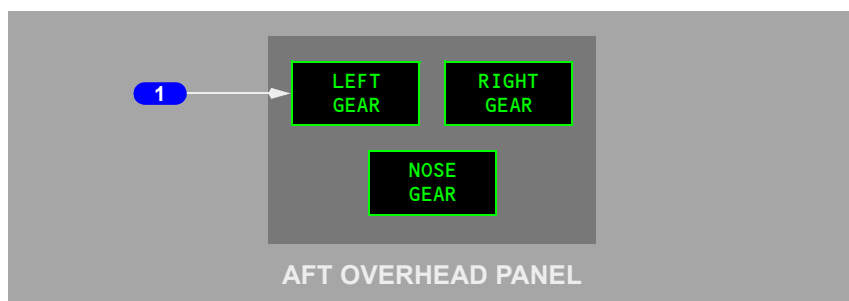 1
LEFT
GEAR
RIGHT
GEAR
NOSE
GEAR
AFT OVERHEAD PANEL